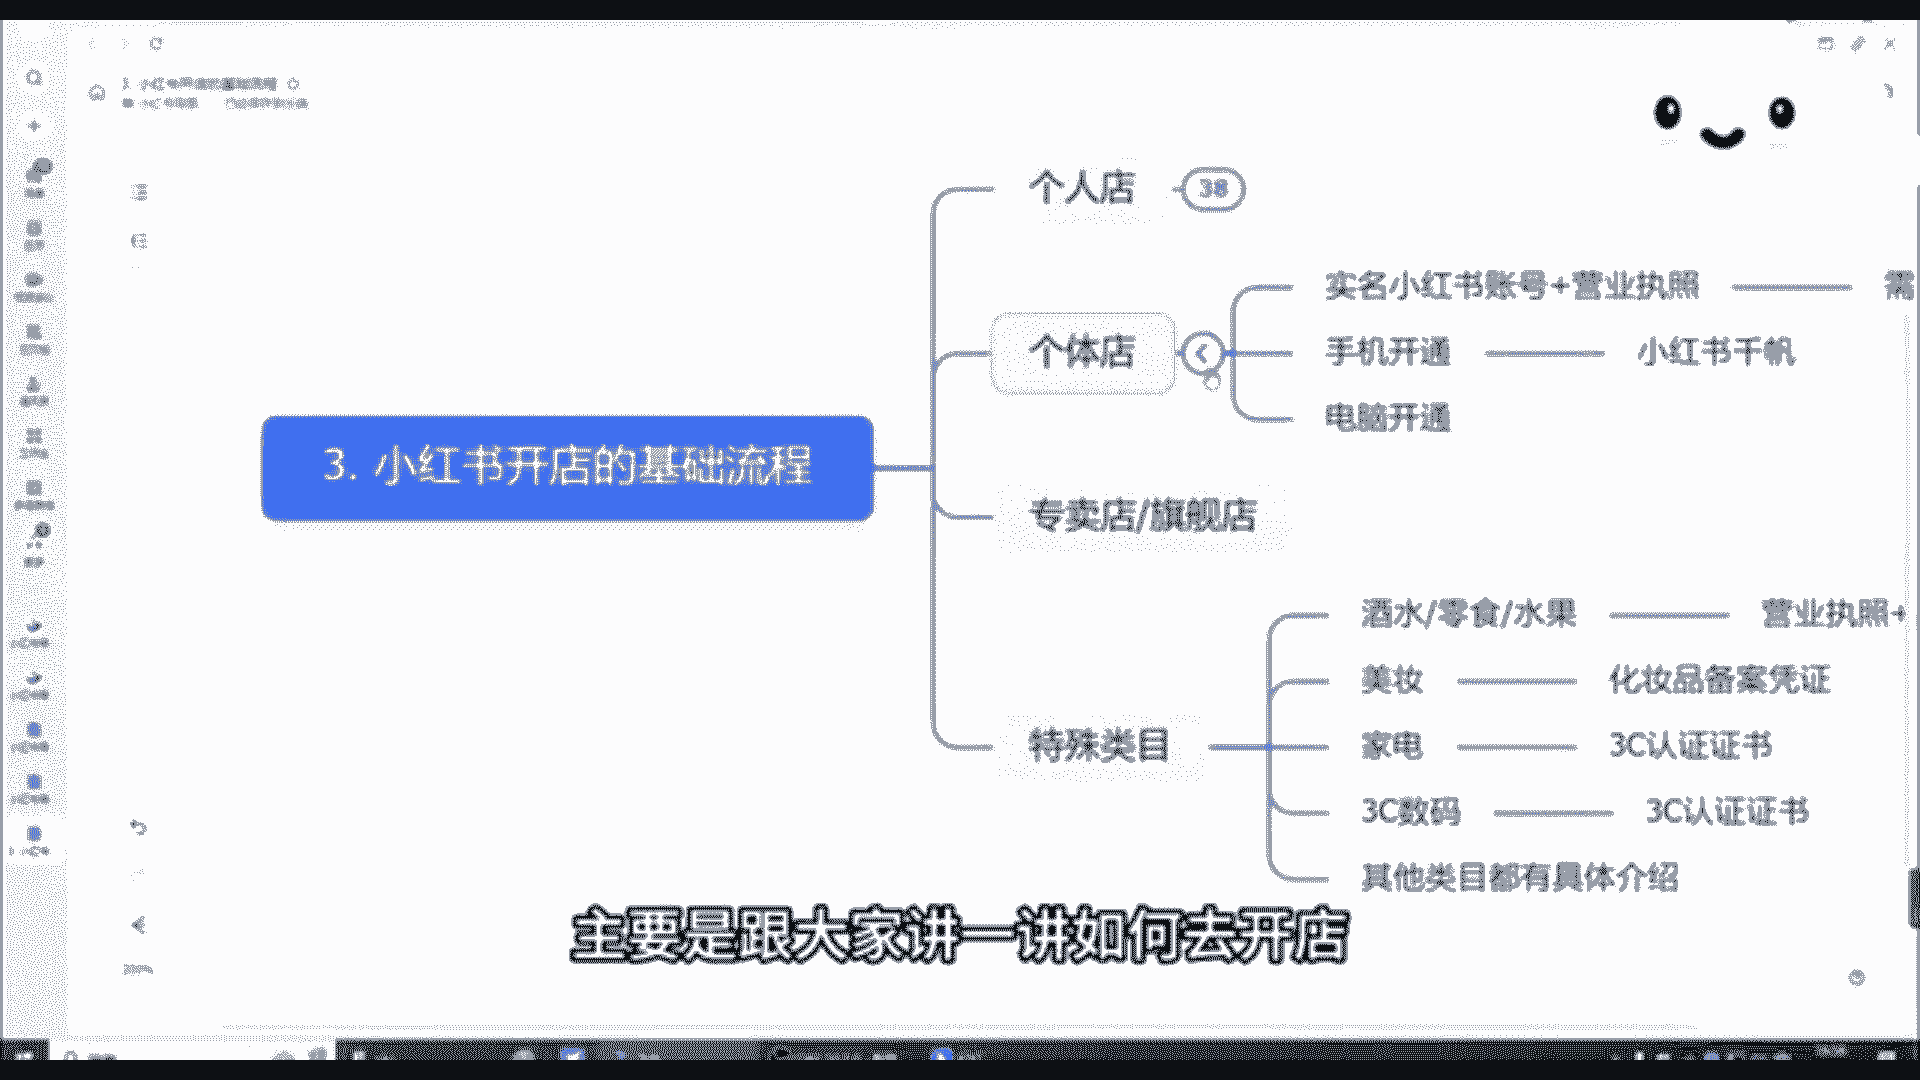 个人店
38
实名小红书账号+营业执照
需
个体店
手机开通
小红书千帆
电脑开通
3. 小红书开店的基础流程
专卖店/旗舰店
酒水/零食/水果
营业执照+
美妆
化妆品备案凭证
特殊类目
家电
3C认证证书
3C数码
3C认证证书
其他类目都有具体介绍
主要是跟大家讲一讲如何去开店